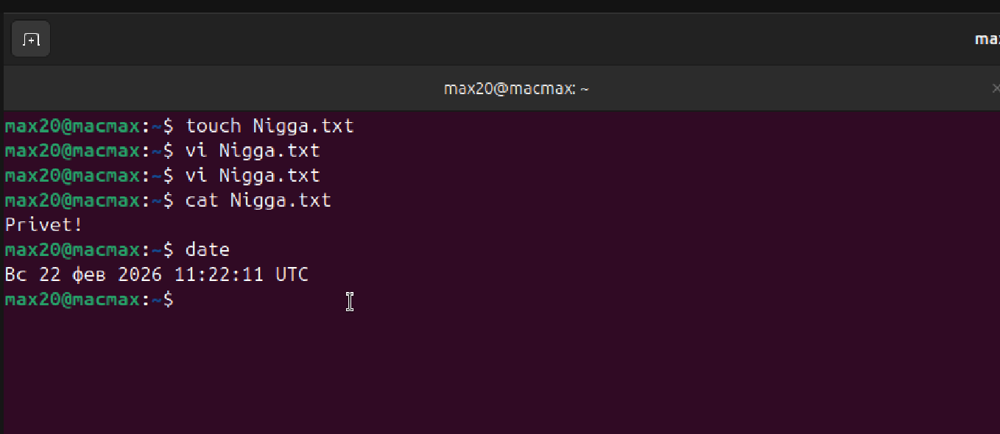 max
max20@macmax: ~
max20@macmax:~$ touch Nigga.txt
max20@macmax:~$ vi Nigga.txt
max20@macmax:~$ vi Nigga.txt
max20@macmax:~$ cat Nigga.txt
Privet!
max20@macmax:~$ date
Вс 22 фев 2026 11:22:11 UTC
max20@macmax:~$